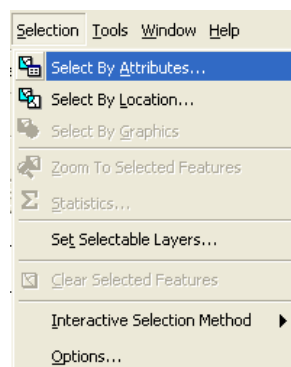 Selection Tools Window Help
Select By Attributes...
Select By Location...
Select By Graphics
Zoom To Selected Features
Statistics...
Set Selectable Layers...
Clear Selected Features
Interactive Selection Method
Options...